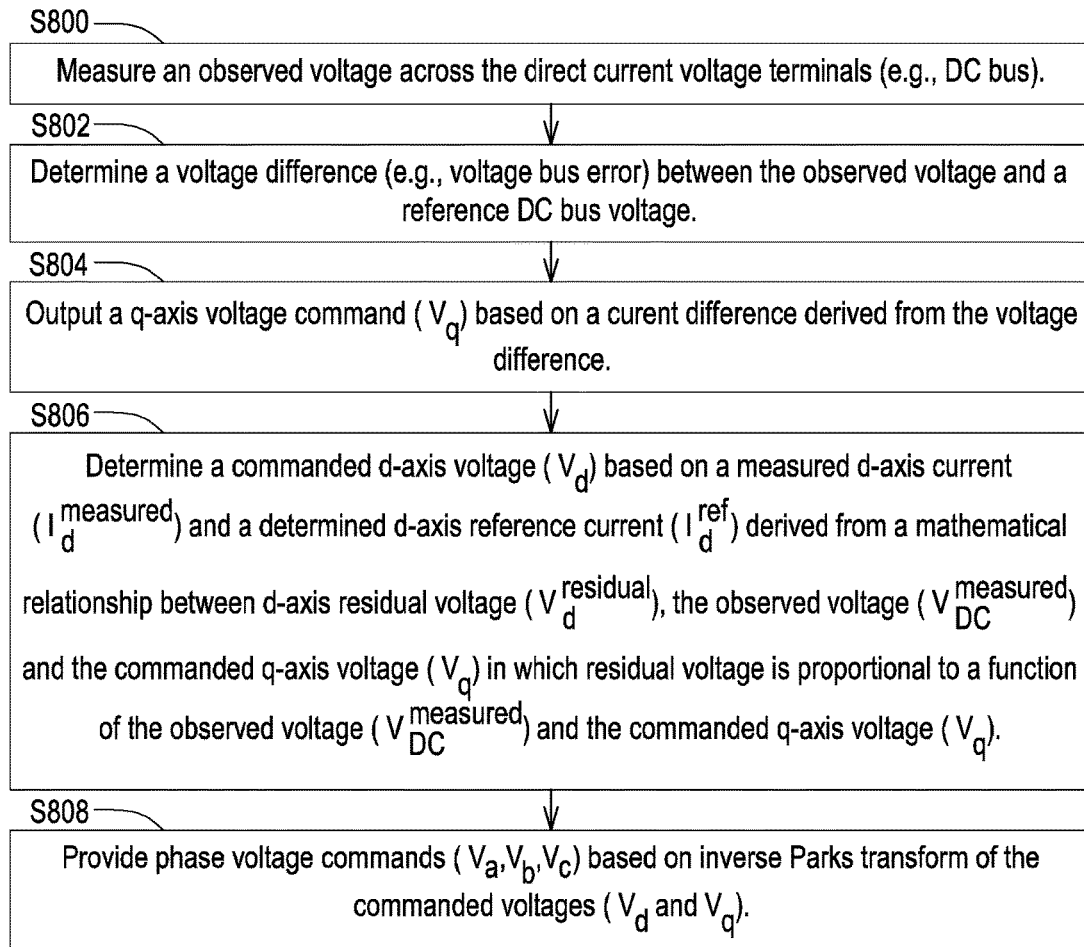 S800
Measure an observed voltage across the direct current voltage terminals (e.g., DC bus).
S802
Determine a voltage difference (e.g., voltage bus error) between the observed voltage and a
reference DC bus voltage.
S804
Output a q-axis voltage command ( V_q) based on a curent difference derived from the voltage
difference.
S806
Determine a commanded d-axis voltage ( V_d) based on a measured d-axis current
( I_d^measured) and a determined d-axis reference current ( I_d^ref) derived from a mathematical
relationship between d-axis residual voltage ( V_d^residual), the observed voltage ( V_DC^measured)
and the commanded q-axis voltage ( V_q) in which residual voltage is proportional to a function
of the observed voltage ( V_DC^measured) and the commanded q-axis voltage ( V_q).
S808
Provide phase voltage commands ( V_a,V_b,V_c) based on inverse Parks transform of the
commanded voltages ( V_d and V_q).